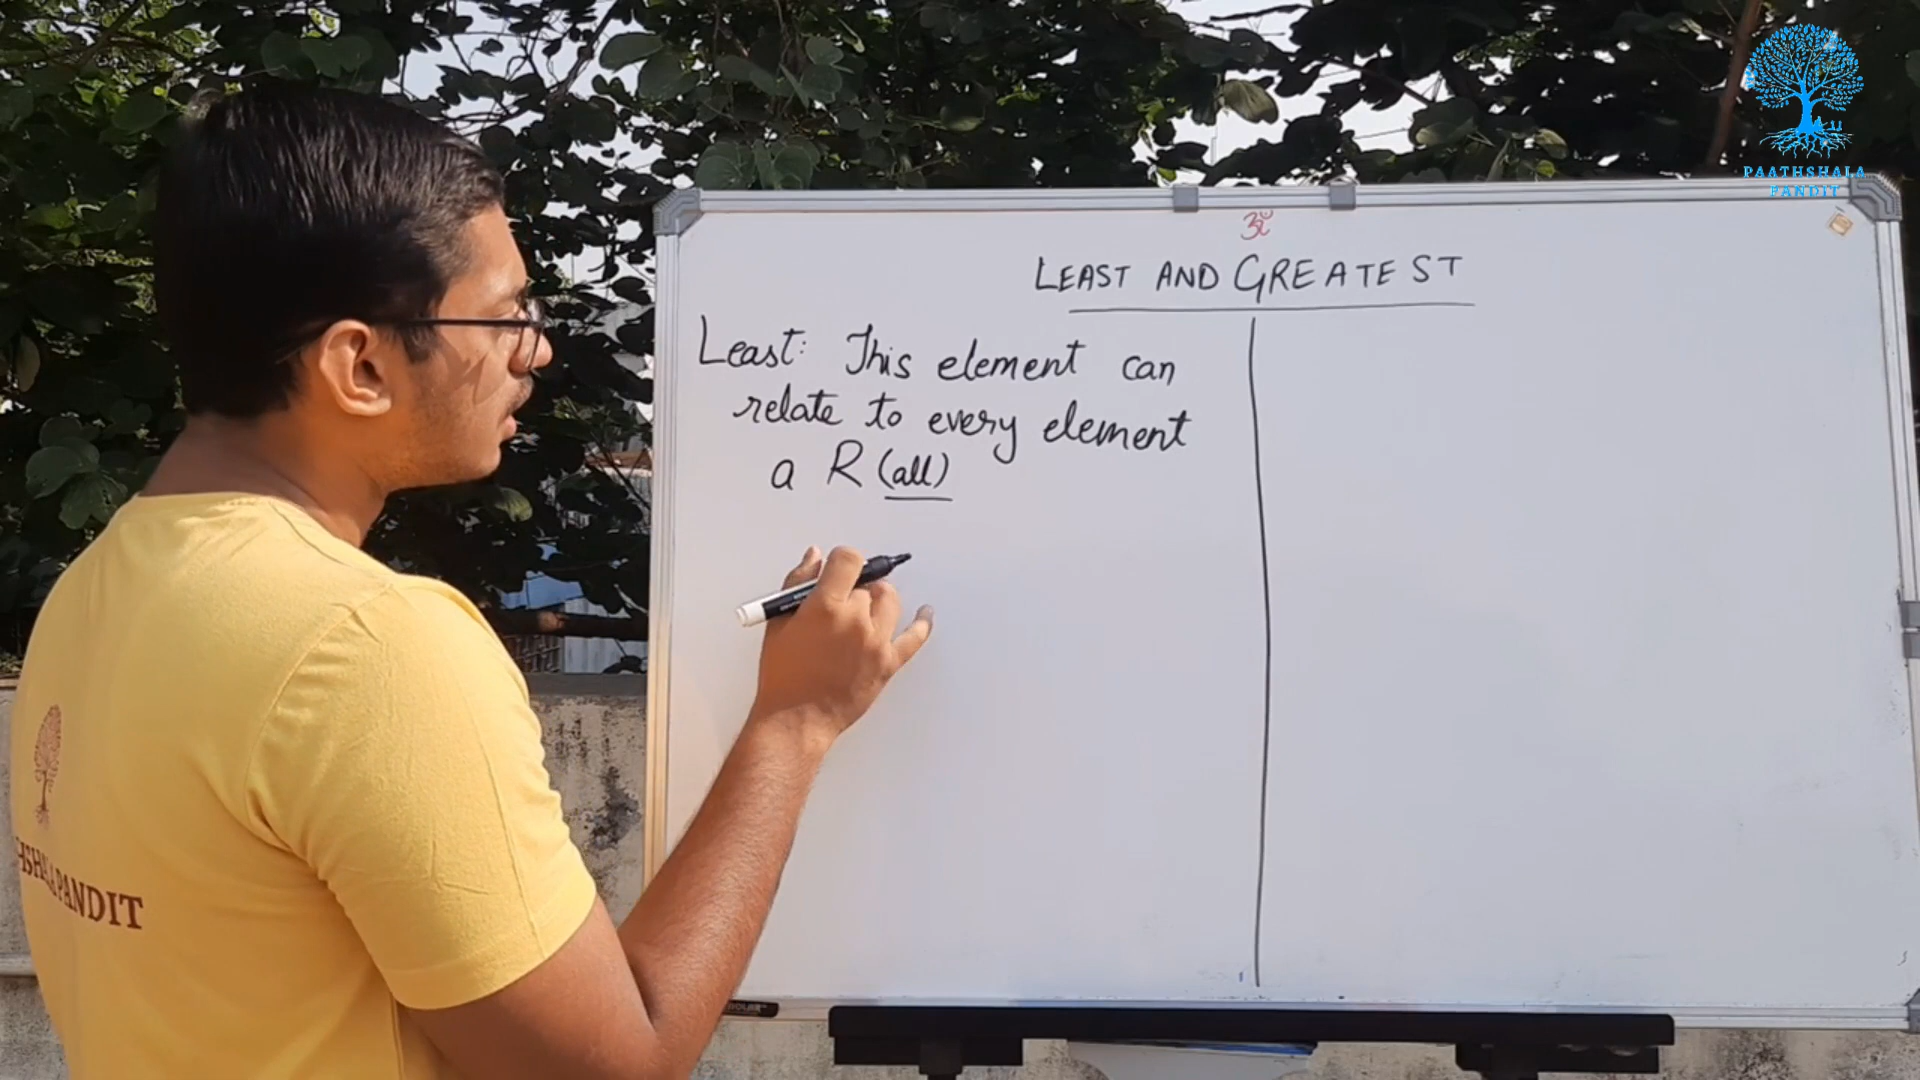 PAATHSHALA
PANDIT
ॐ
LEAST AND GREATEST
Least: This element can
relate to every element
a R (all)
PANDIT